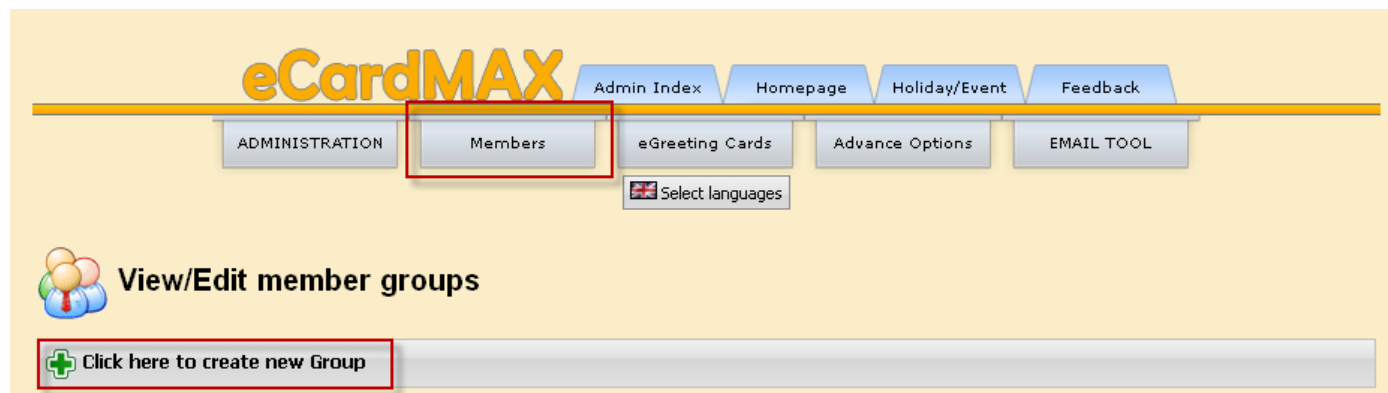 eCardMAX
Admin Index Homepage Holiday/Event Feedback
ADMINISTRATION Members eGreeting Cards Advance Options EMAIL TOOL
Select languages
View/Edit member groups
Click here to create new Group